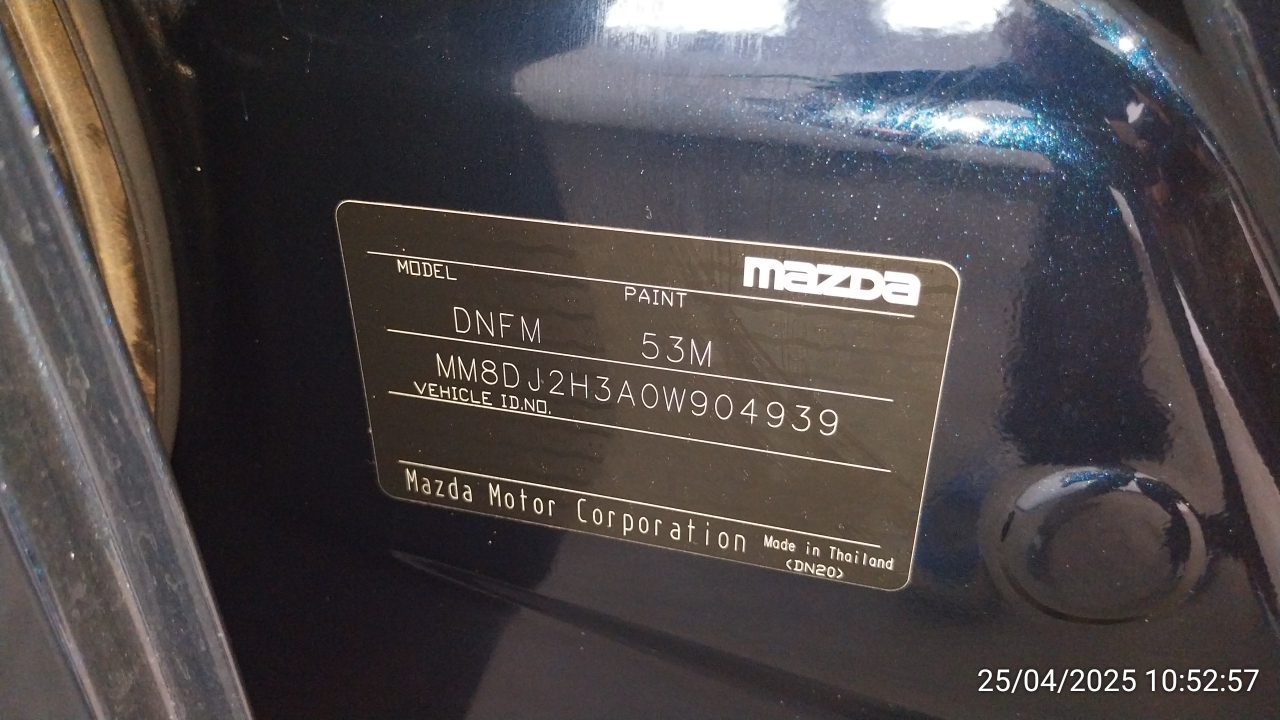 mazda
MODEL PAINT
DNFM 53M
MM8DJ2H3A0W904939
VEHICLE ID.NO.
Mazda Motor Corporation Made in Thailand
<DN20>
25/04/2025 10:52:57